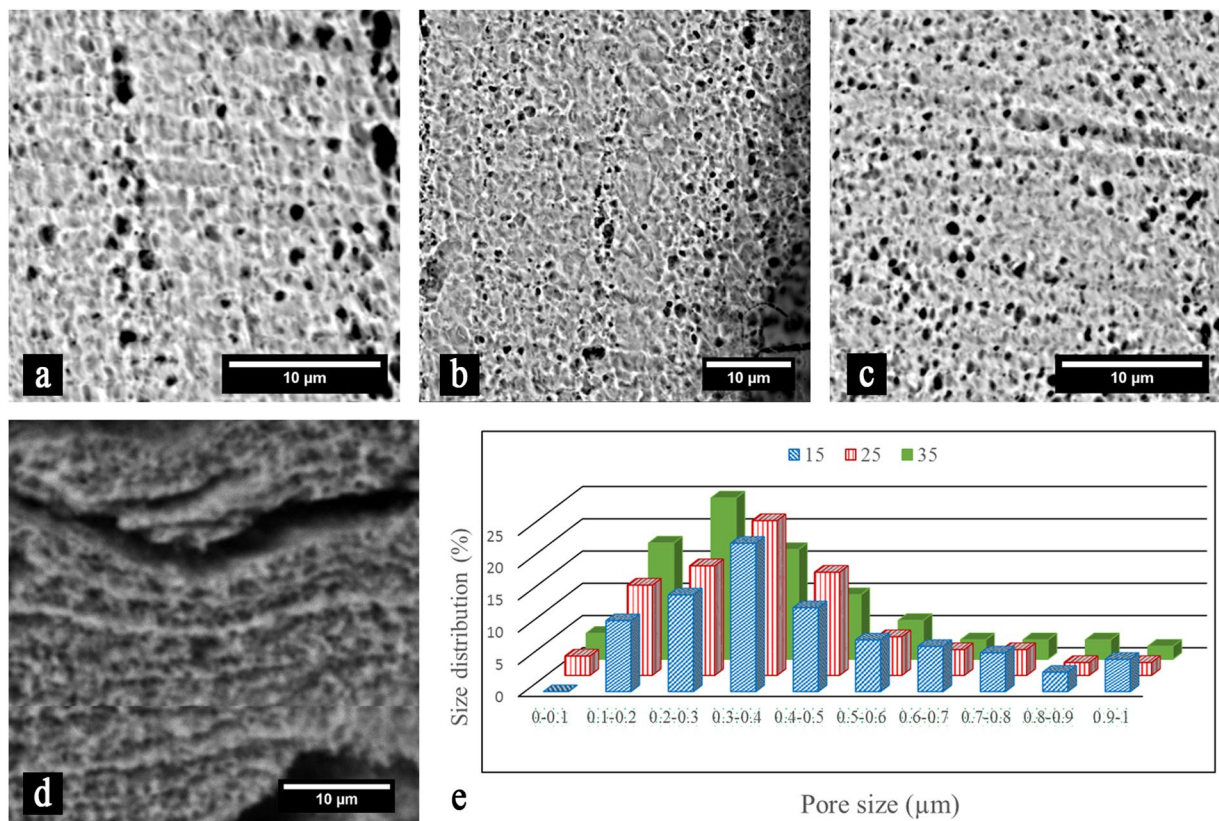 a
10 µm
b
10 µm
c
10 µm
d
10 µm
15 25 35
25
20
15
10
5
0
Size distribution (%)
0-0.1 0.1-0.2 0.2-0.3 0.3-0.4 0.4-0.5 0.5-0.6 0.6-0.7 0.7-0.8 0.8-0.9 0.9-1
e
Pore size (µm)